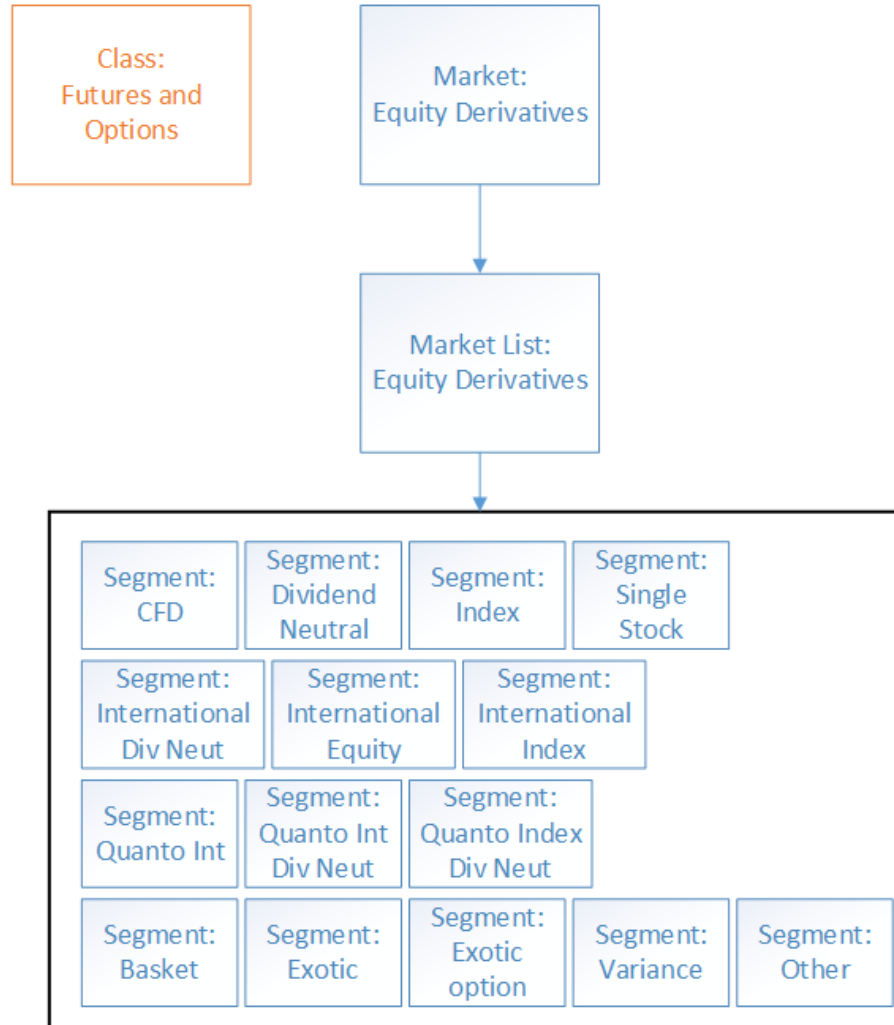 Class:
Futures and
Options
Market:
Equity Derivatives
Market List:
Equity Derivatives
Segment:
CFD
Segment:
Dividend
Neutral
Segment:
Index
Segment:
Single
Stock
Segment:
International
Div Neut
Segment:
International
Equity
Segment:
International
Index
Segment:
Quanto Int
Segment:
Quanto Int
Div Neut
Segment:
Quanto Index
Div Neut
Segment:
Basket
Segment:
Exotic
Segment:
Exotic
option
Segment:
Variance
Segment:
Other